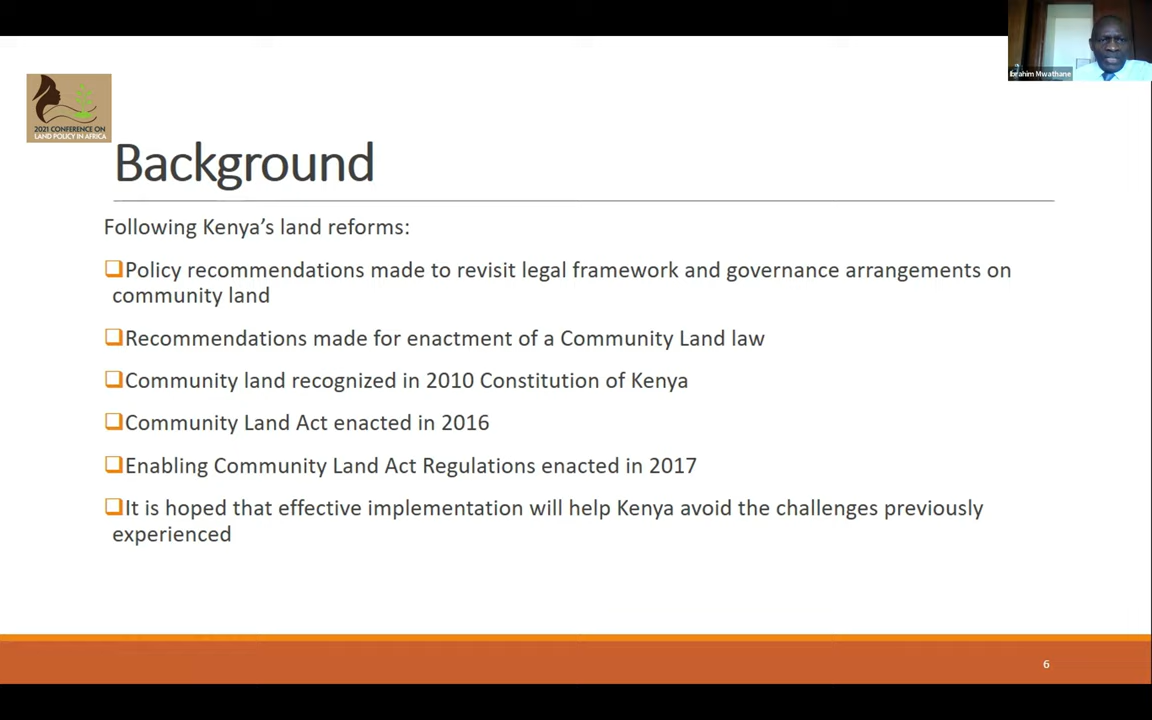 Ibrahim Mwathane
2021 CONFERENCE ON
LAND POLICY IN AFRICA
Background
Following Kenya’s land reforms:
Policy recommendations made to revisit legal framework and governance arrangements on
community land
Recommendations made for enactment of a Community Land law
Community land recognized in 2010 Constitution of Kenya
Community Land Act enacted in 2016
Enabling Community Land Act Regulations enacted in 2017
It is hoped that effective implementation will help Kenya avoid the challenges previously
experienced
6